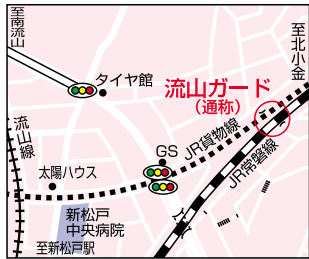 至南流山
至北小金
タイヤ館
流山ガード
（通称）
流山線
JR貨物線
GS
JR常磐線
太陽ハウス
新松戸
中央病院
至新松戸駅